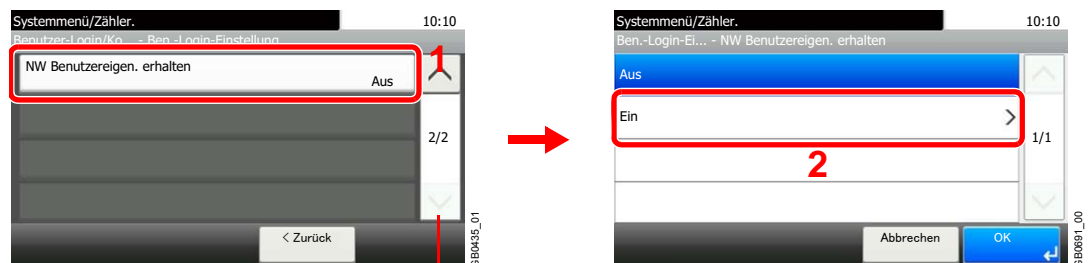 Systemmenü/Zähler.
10:10
Benutzer-Login/Ko... - Ben.-Login-Einstellung
1
NW Benutzereigen. erhalten
Aus
2/2
< Zurück
GB0435_01
Systemmenü/Zähler.
10:10
Ben.-Login-Ei... - NW Benutzereigen. erhalten
Aus
Ein
1/1
2
Abbrechen
OK
GB0691_00